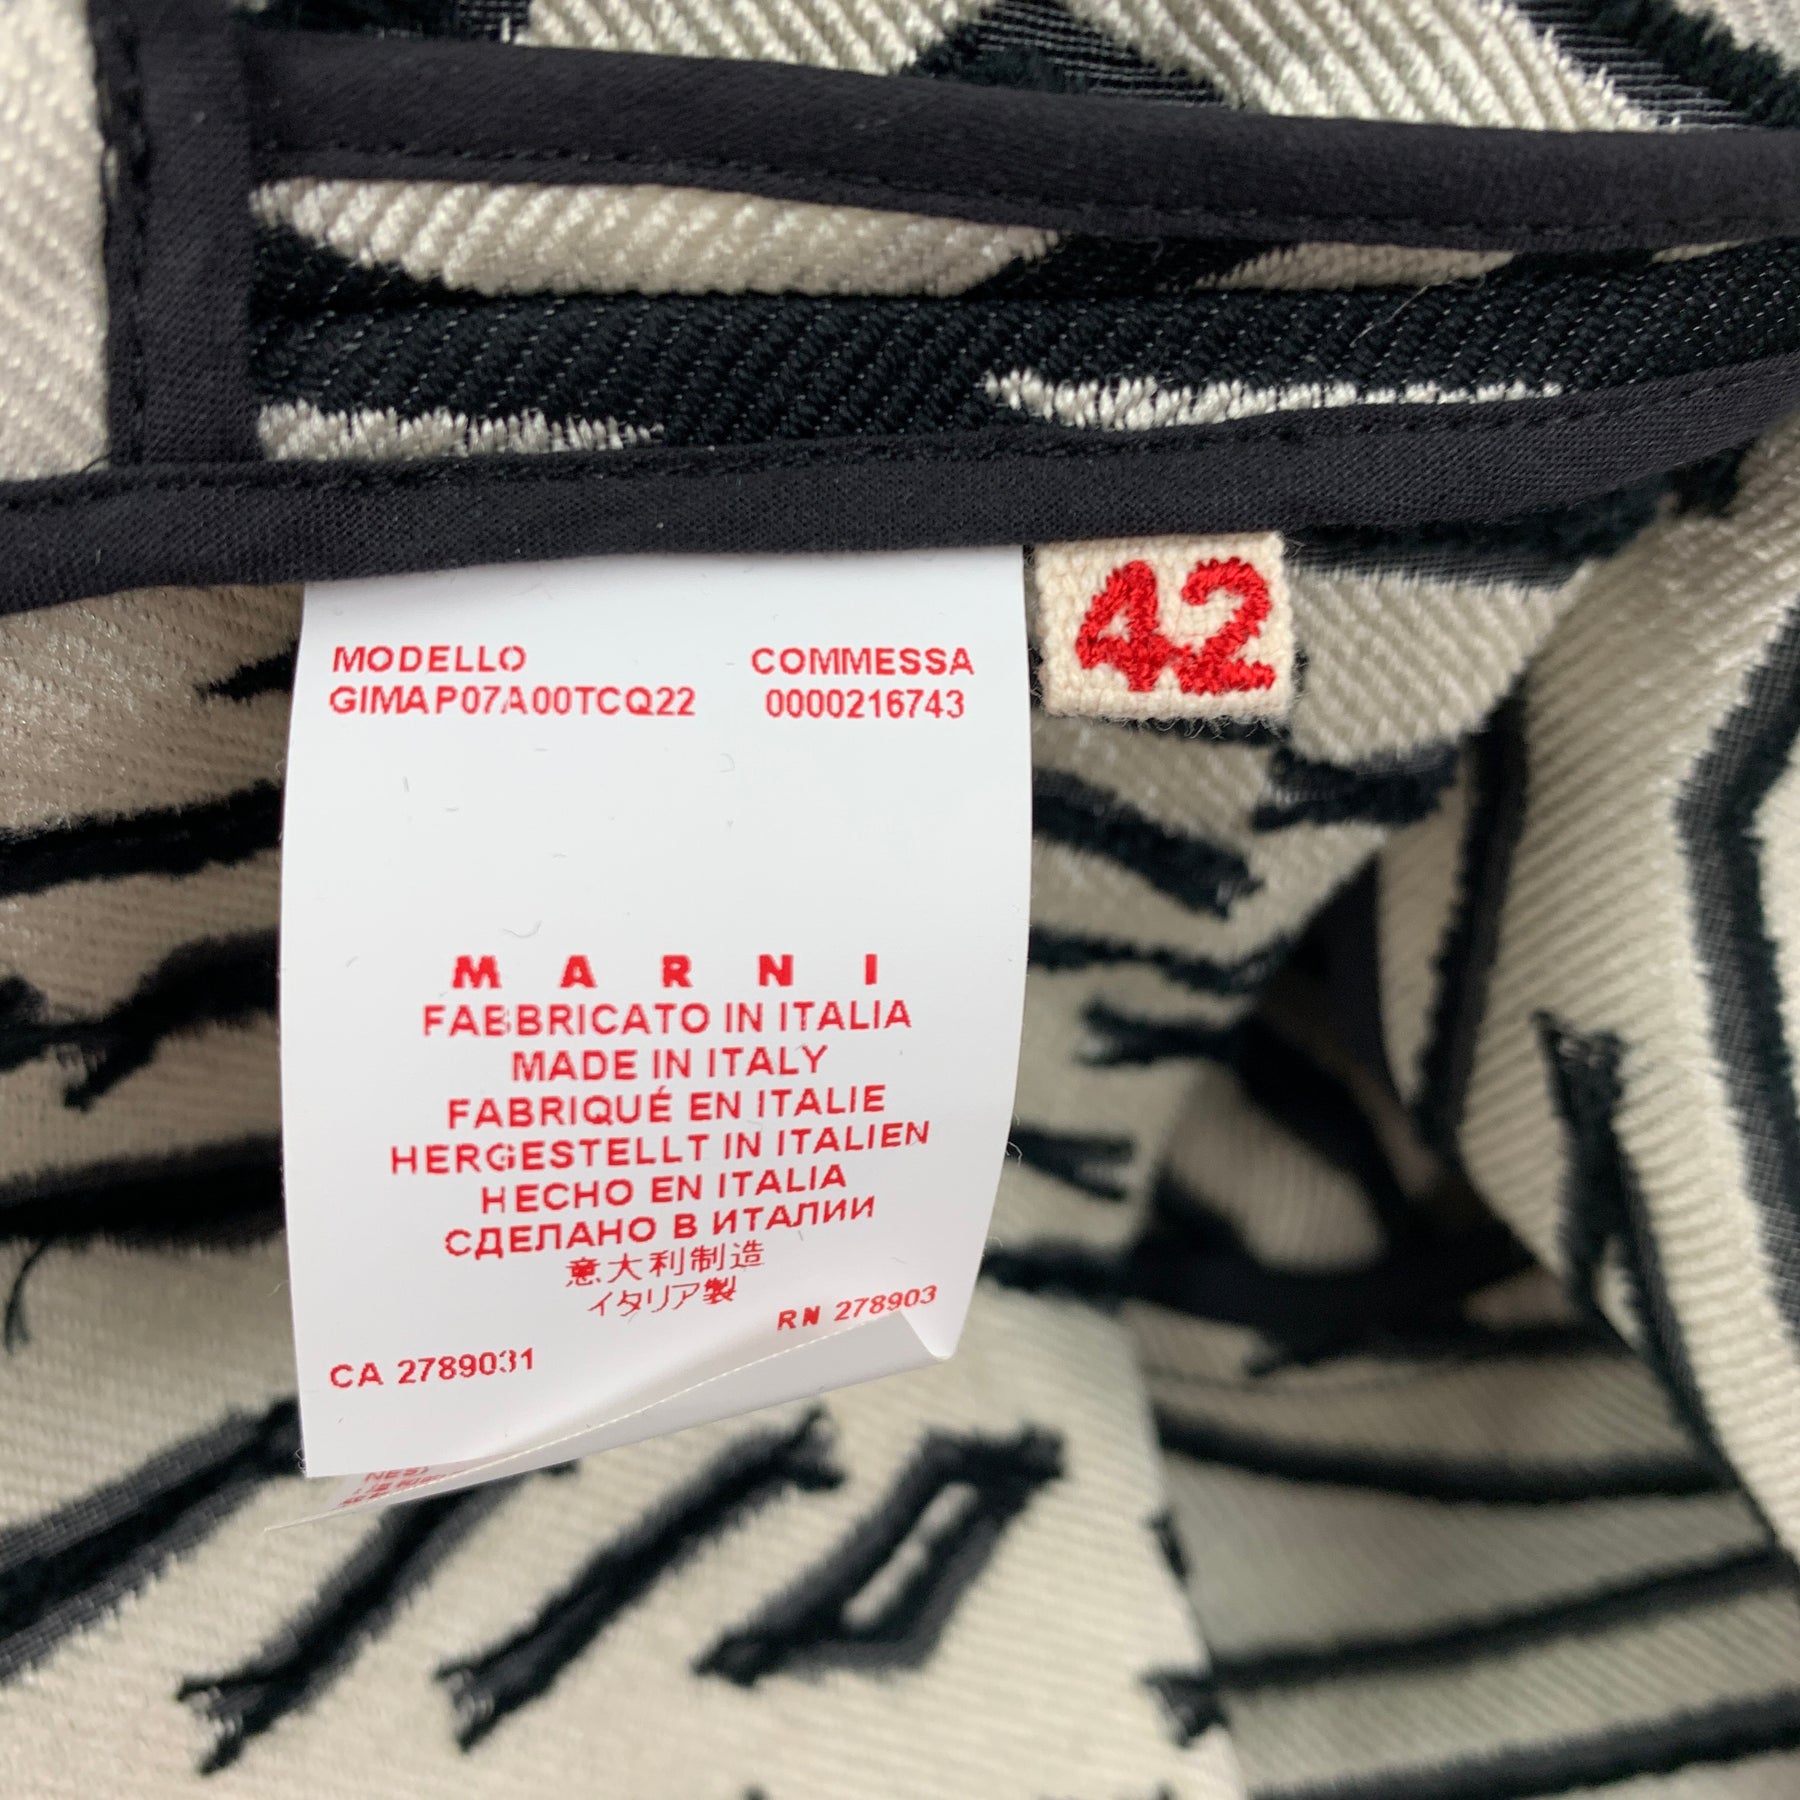 42
MODELLO COMMESSA
GIMAP07A00TCQ22 0000216743
MARNI
FABBRICATO IN ITALIA
MADE IN ITALY
FABRIQUÉ EN ITALIE
HERGESTELLT IN ITALIEN
HECHO EN ITALIA
СДЕЛАНО В ИТАЛИИ
意大利制造
イタリア製
RN 278903
CA 2789031